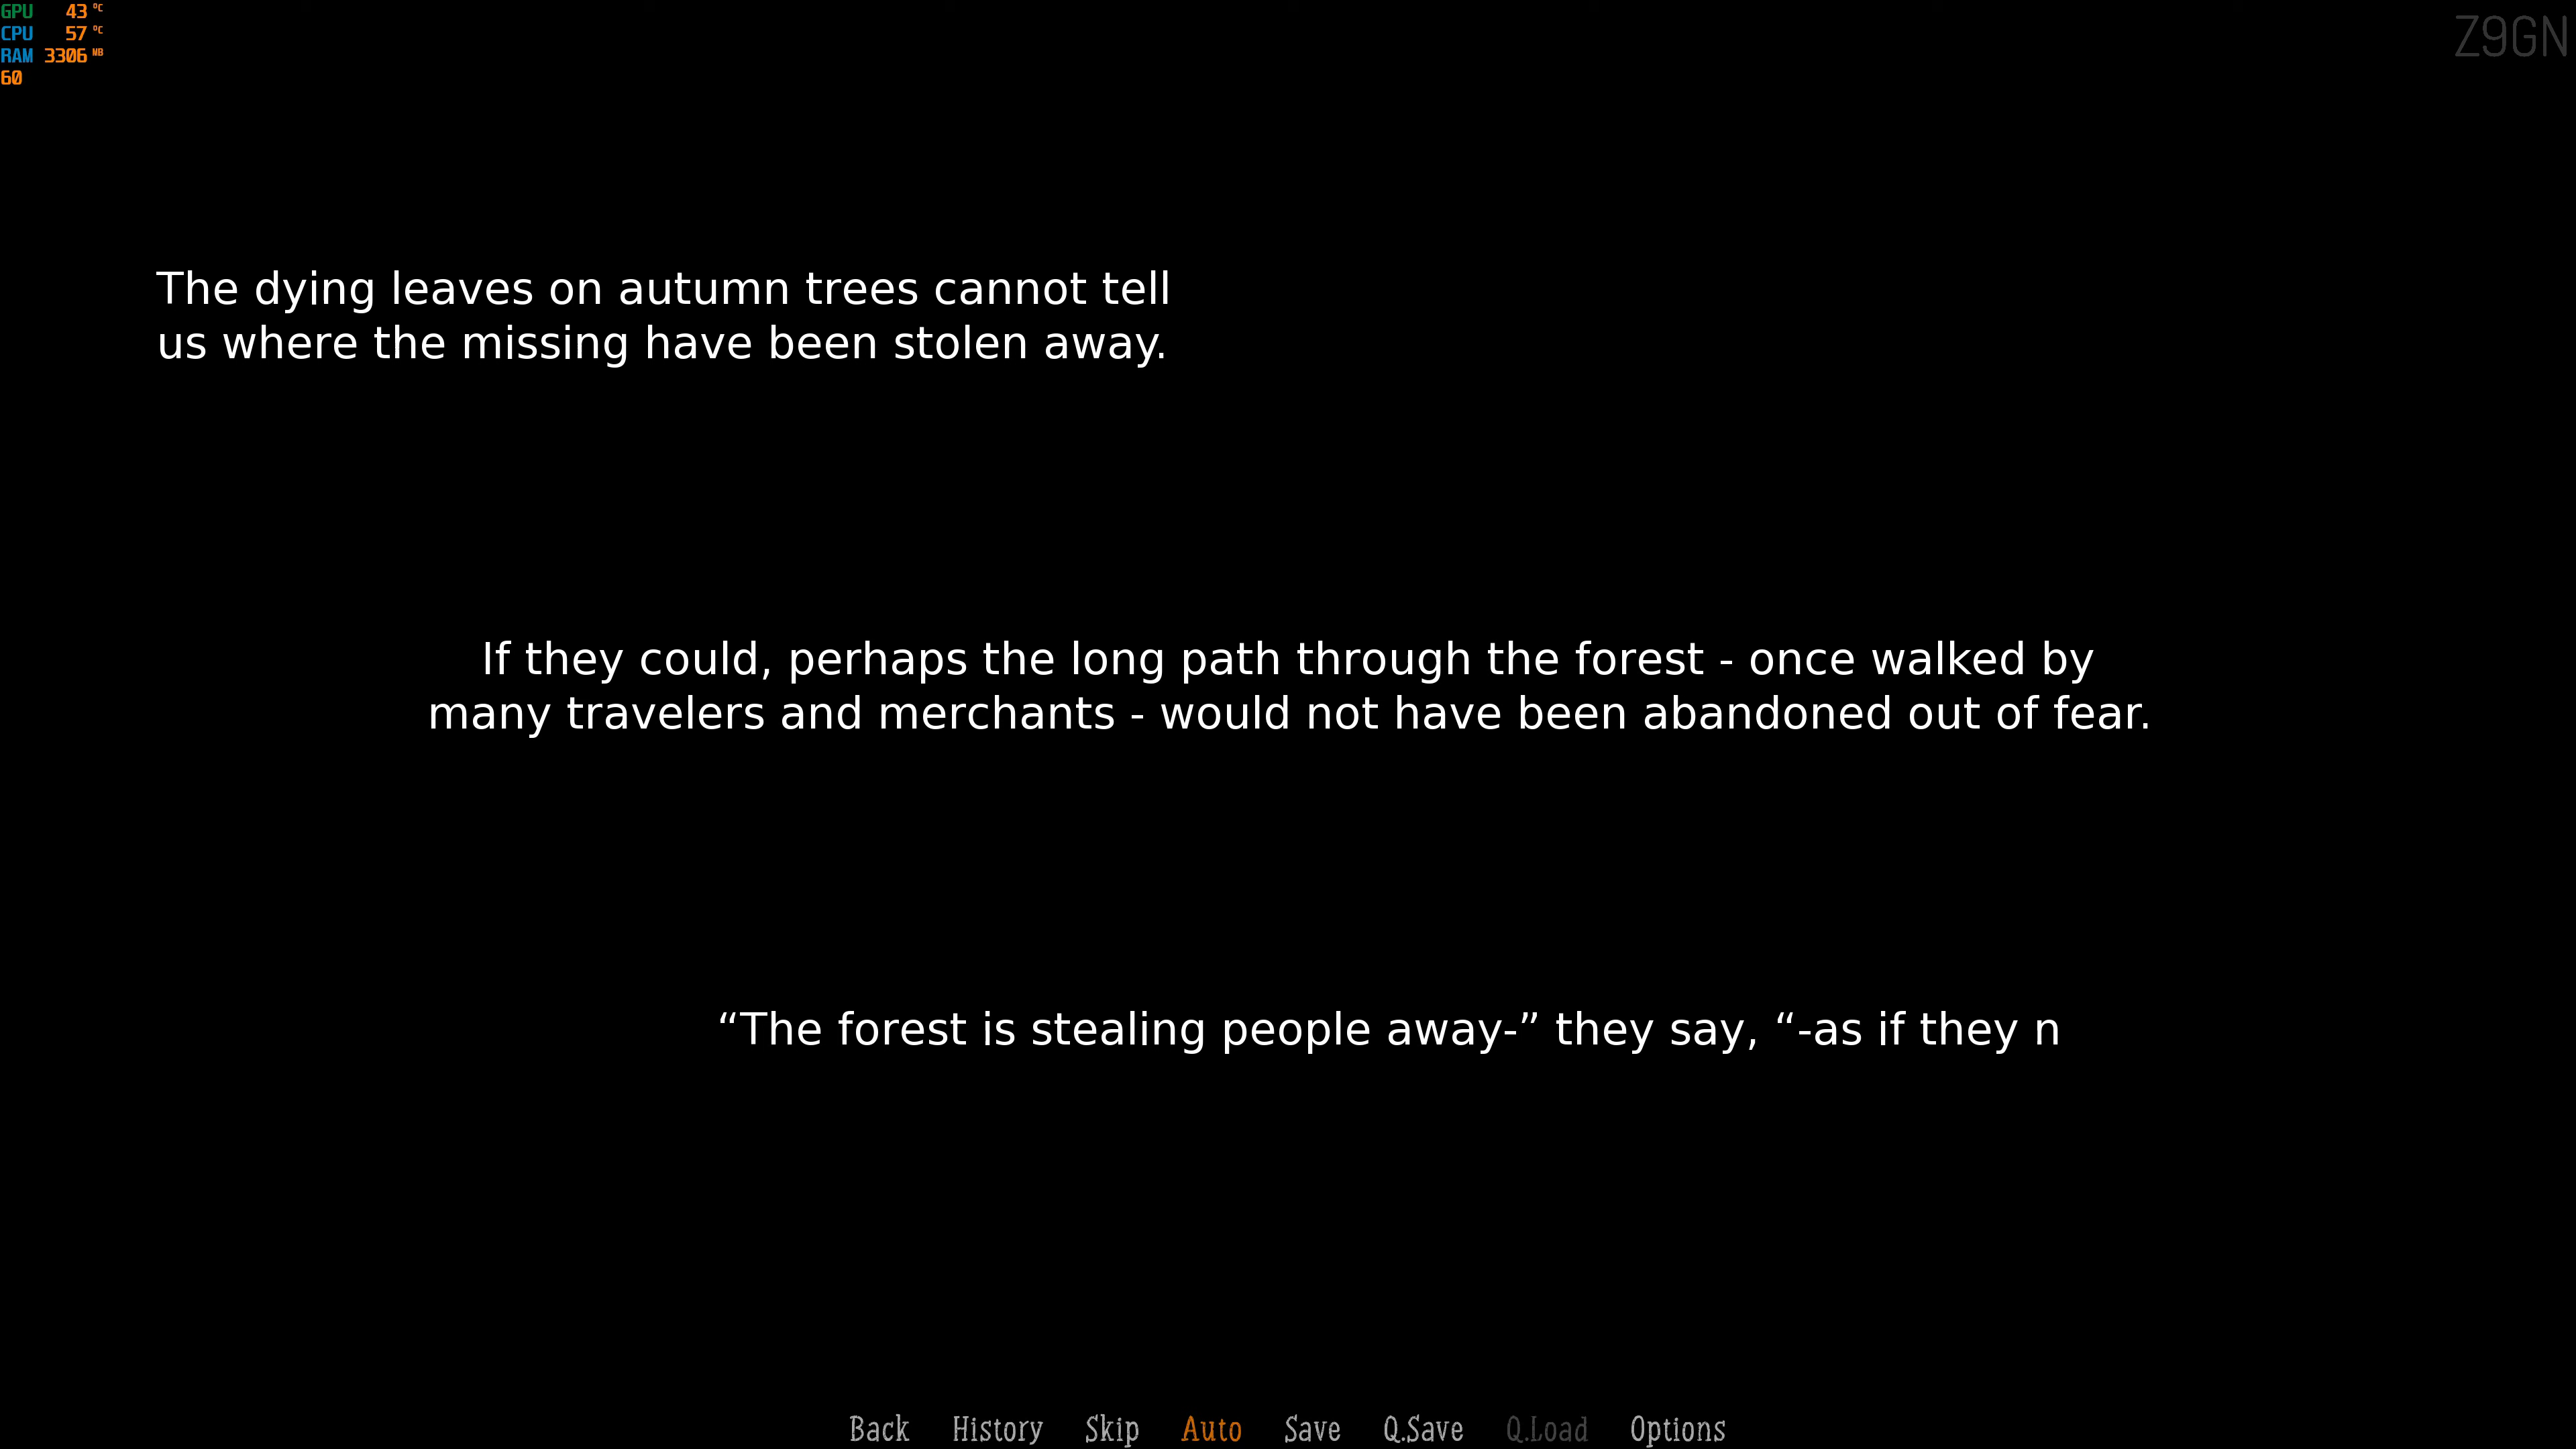 GPU 43 °C
CPU 57 °C
RAM 3306 MB
60
Z9GN
The dying leaves on autumn trees cannot tell
us where the missing have been stolen away.
If they could, perhaps the long path through the forest - once walked by
many travelers and merchants - would not have been abandoned out of fear.
“The forest is stealing people away-” they say, “-as if they n
Back History Skip Auto Save Q.Save Q.Load Options